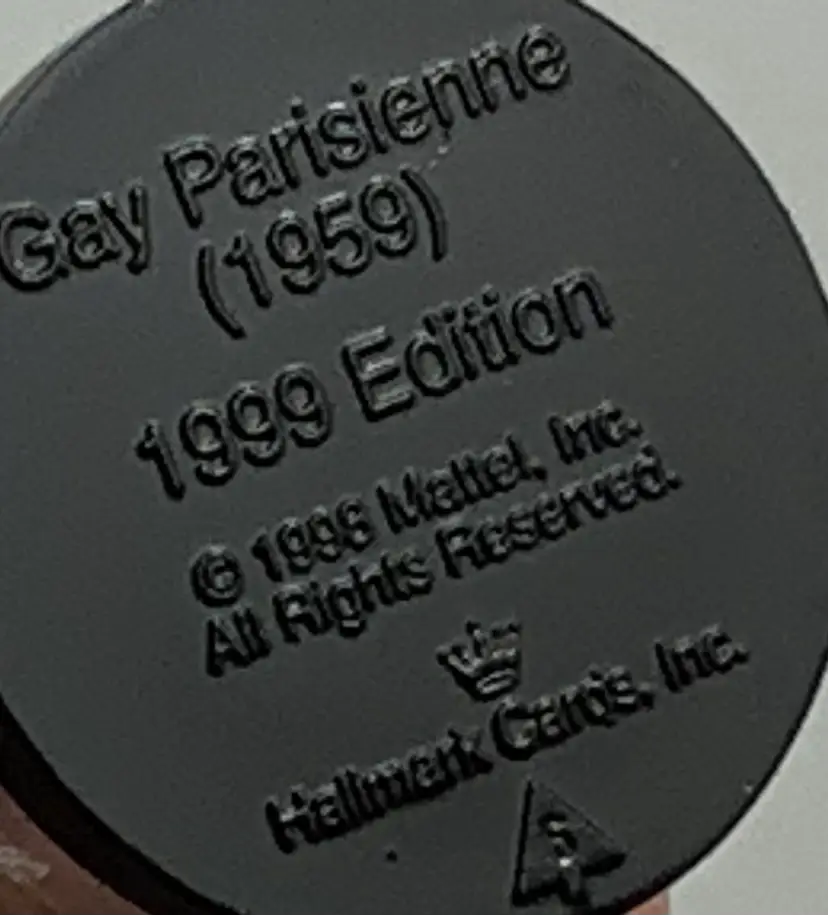 Gay Parisienne
(1959)
1999 Edition
© 1998 Mattel, Inc.
All Rights Reserved.
Hallmark Cards, Inc.